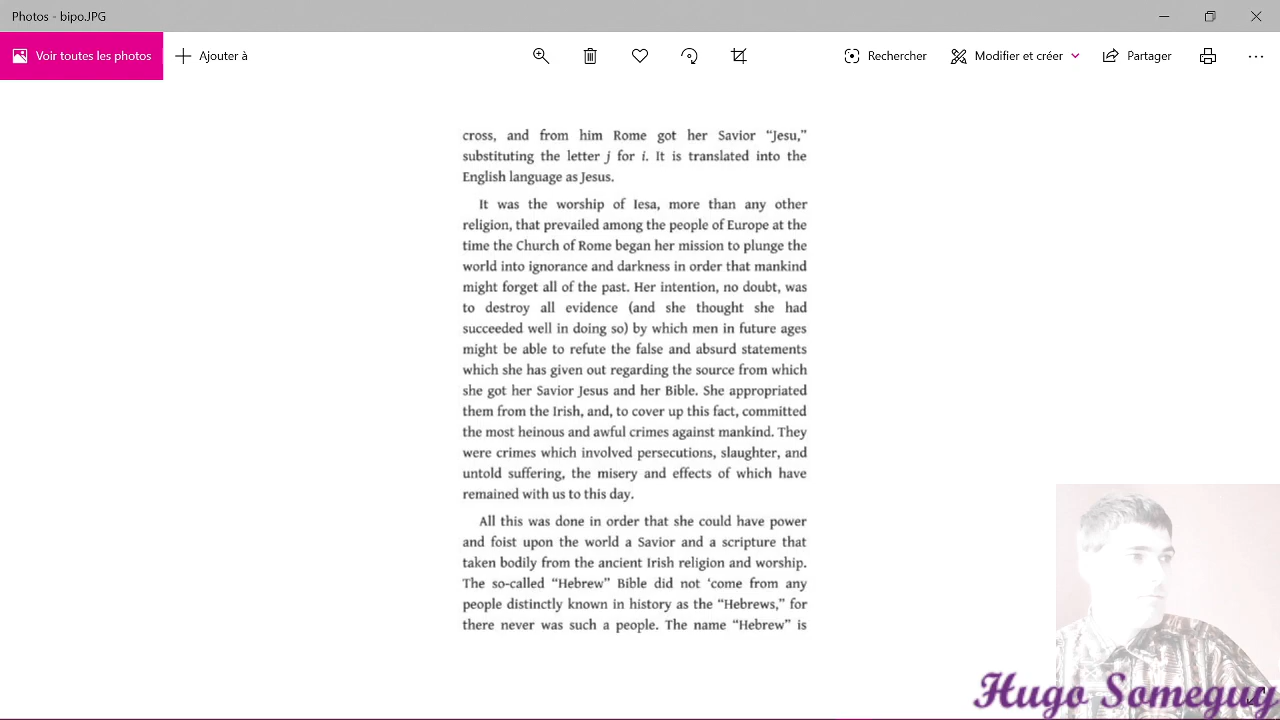 Photos - bipoJPG
Voir toutes les photos
Ajouter à
Rechercher
Modifier et créer
Partager
cross, and from him Rome got her Savior “Jesu,”
substituting the letter j for i. It is translated into the
English language as Jesus.
It was the worship of Iesa, more than any other
religion, that prevailed among the people of Europe at the
time the Church of Rome began her mission to plunge the
world into ignorance and darkness in order that mankind
might forget all of the past. Her intention, no doubt, was
to destroy all evidence (and she thought she had
succeeded well in doing so) by which men in future ages
might be able to refute the false and absurd statements
which she has given out regarding the source from which
she got her Savior Jesus and her Bible. She appropriated
them from the Irish, and, to cover up this fact, committed
the most heinous and awful crimes against mankind. They
were crimes which involved persecutions, slaughter, and
untold suffering, the misery and effects of which have
remained with us to this day.
All this was done in order that she could have power
and foist upon the world a Savior and a scripture that
taken bodily from the ancient Irish religion and worship.
The so-called “Hebrew” Bible did not ‘come from any
people distinctly known in history as the “Hebrews,” for
there never was such a people. The name “Hebrew” is
Hugo Someguy